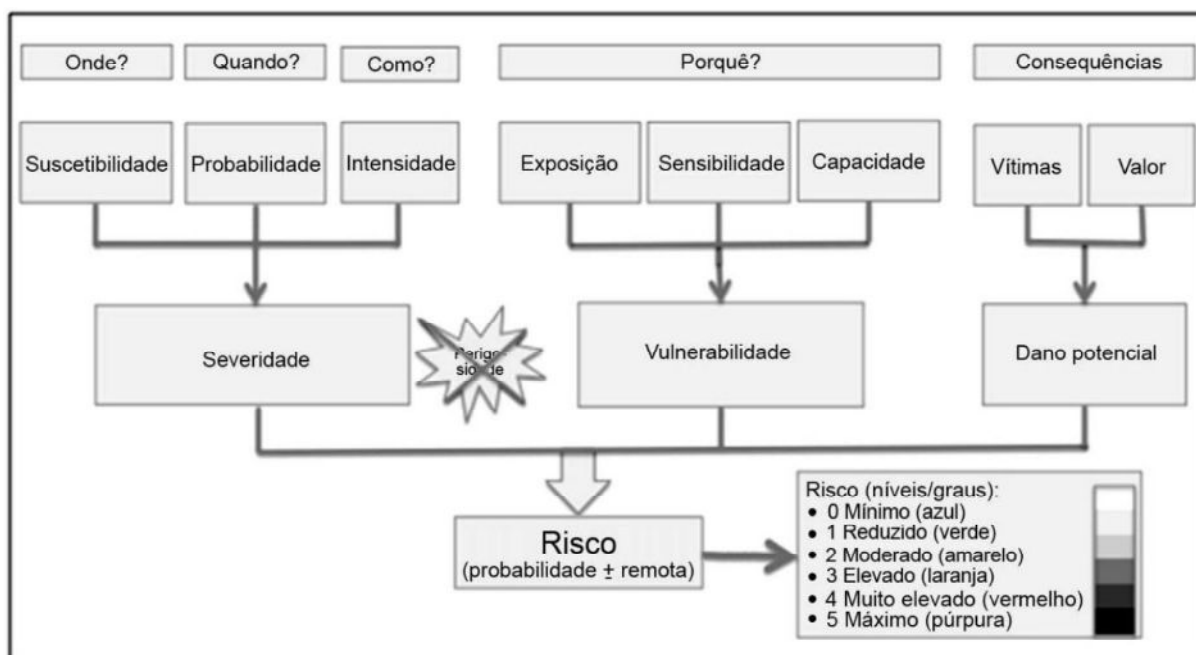 Onde?
Quando?
Como?
Porquê?
Consequências
Suscetibilidade
Probabilidade
Intensidade
Exposição
Sensibilidade
Capacidade
Vítimas
Valor
Severidade
Vulnerabilidade
Dano potencial
Risco
(probabilidade ± remota)
Risco (níveis/graus):
• 0 Mínimo (azul)
• 1 Reduzido (verde)
• 2 Moderado (amarelo)
• 3 Elevado (laranja)
• 4 Muito elevado (vermelho)
• 5 Máximo (púrpura)